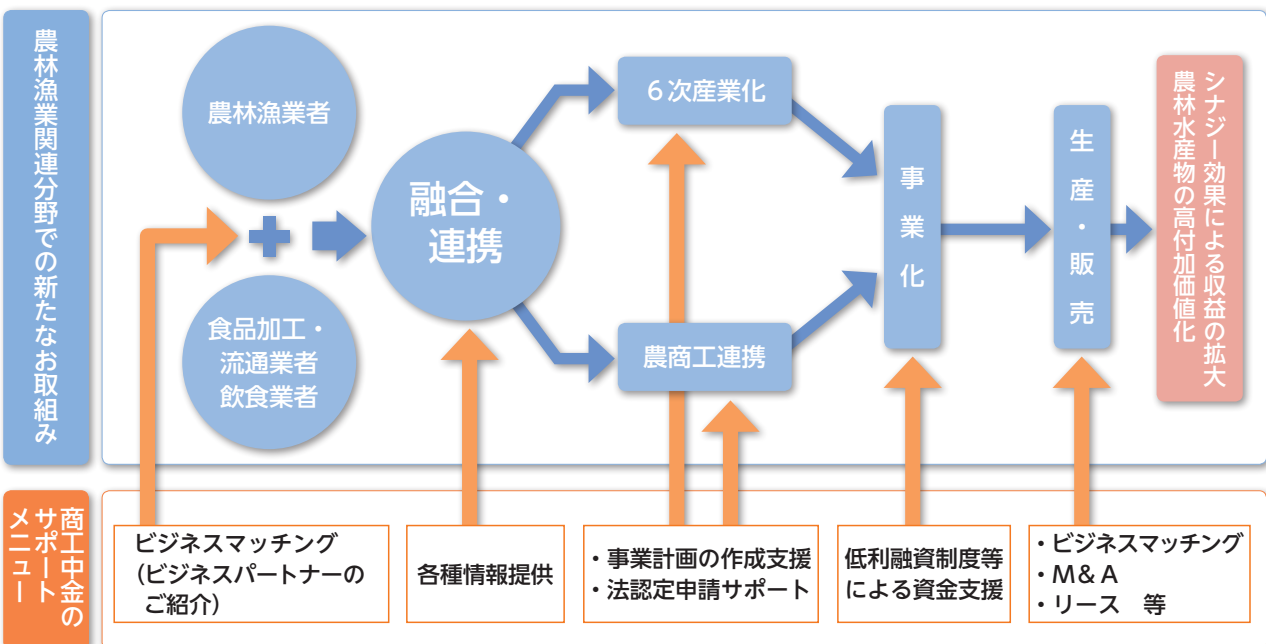 農林漁業関連分野での新たなお取組み
農林漁業者
食品加工・
流通業者
飲食業者
融合・
連携
６次産業化
農商工連携
事業化
生産・販売
シナジー効果による収益の拡大
農林水産物の高付加価値化
商工中金の
サポート
メニュー
ビジネスマッチング
(ビジネスパートナーの
ご紹介)
各種情報提供
・事業計画の作成支援
・法認定申請サポート
低利融資制度等
による資金支援
・ビジネスマッチング
・M&A
・リース　等